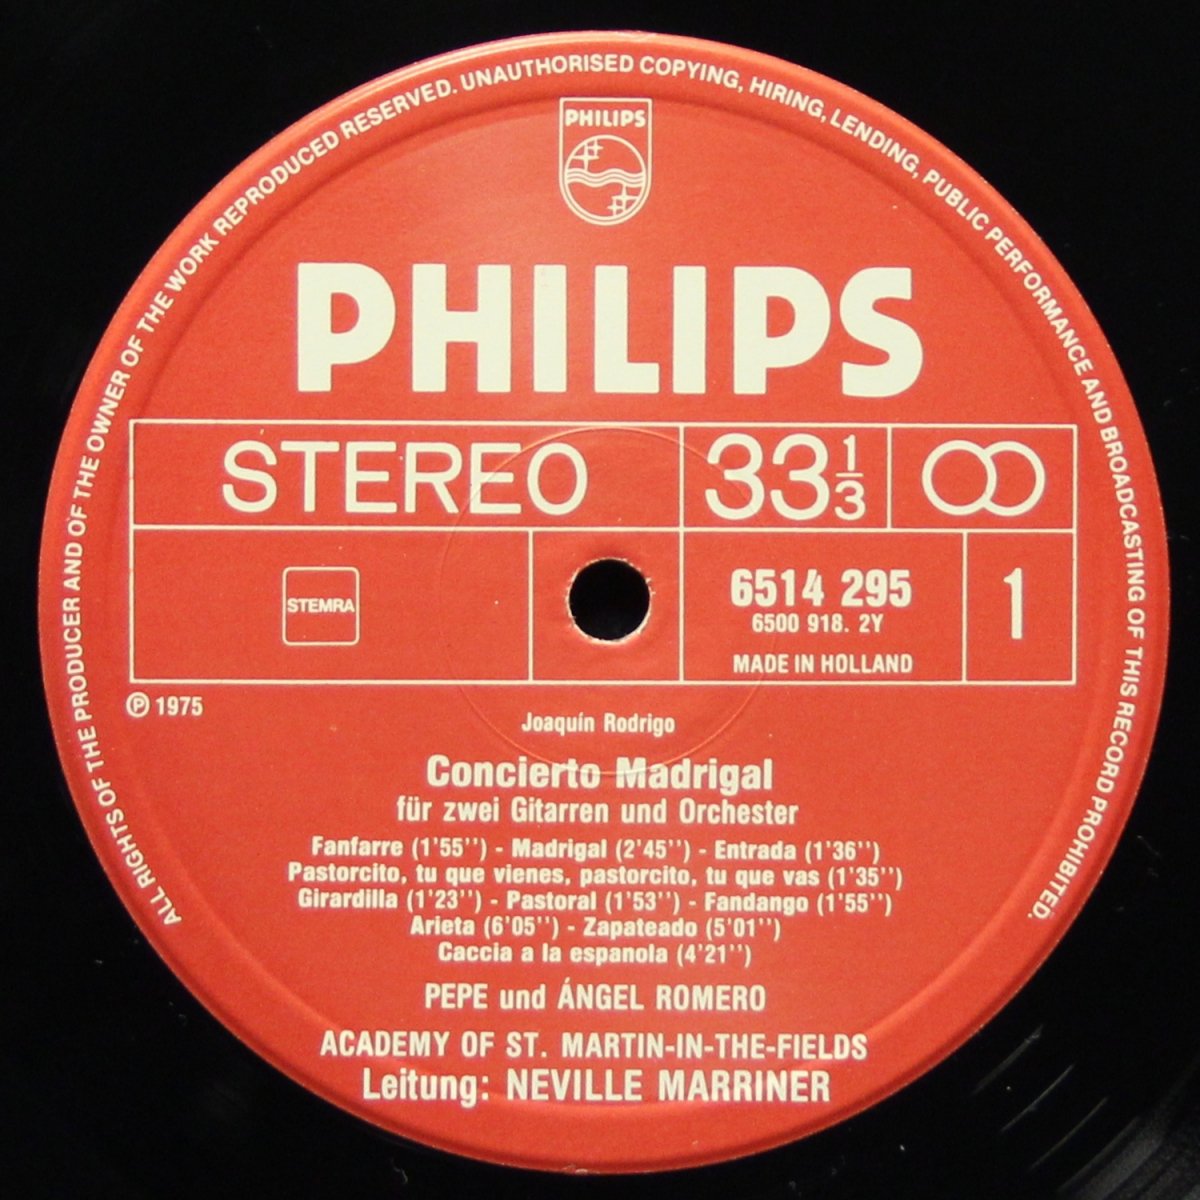 ALL RIGHTS OF THE PRODUCER AND OF THE OWNER OF THE WORK REPRODUCED RESERVED. UNAUTHORISED COPYING, HIRING, LENDING, PUBLIC PERFORMANCE AND BROADCASTING OF THIS RECORD PROHIBITED.
PHILIPS
PHILIPS
STEREO 33 1/3
STEMRA
6514 295 1
6500 918. 2Y
MADE IN HOLLAND
Ⓟ 1975
Joaquín Rodrigo
Concierto Madrigal
für zwei Gitarren und Orchester
Fanfarre (1'55'') - Madrigal (2'45'') - Entrada (1'36'')
Pastorcito, tu que vienes, pastorcito, tu que vas (1'35'')
Girardilla (1'23'') - Pastoral (1'53'') - Fandango (1'55'')
Arieta (6'05'') - Zapateado (5'01'')
Caccia a la espanola (4'21'')
PEPE und ÁNGEL ROMERO
ACADEMY OF ST. MARTIN-IN-THE-FIELDS
Leitung: NEVILLE MARRINER